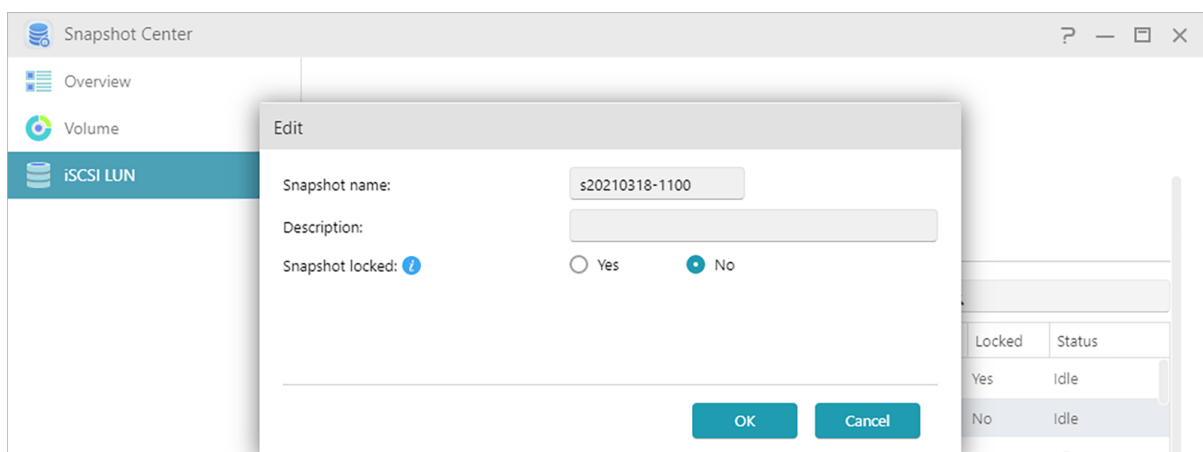 Snapshot Center
Overview
Volume
iSCSI LUN
Edit
Snapshot name: s20210318-1100
Description:
Snapshot locked: i Yes No
OK Cancel
Locked Status
Yes Idle
No Idle